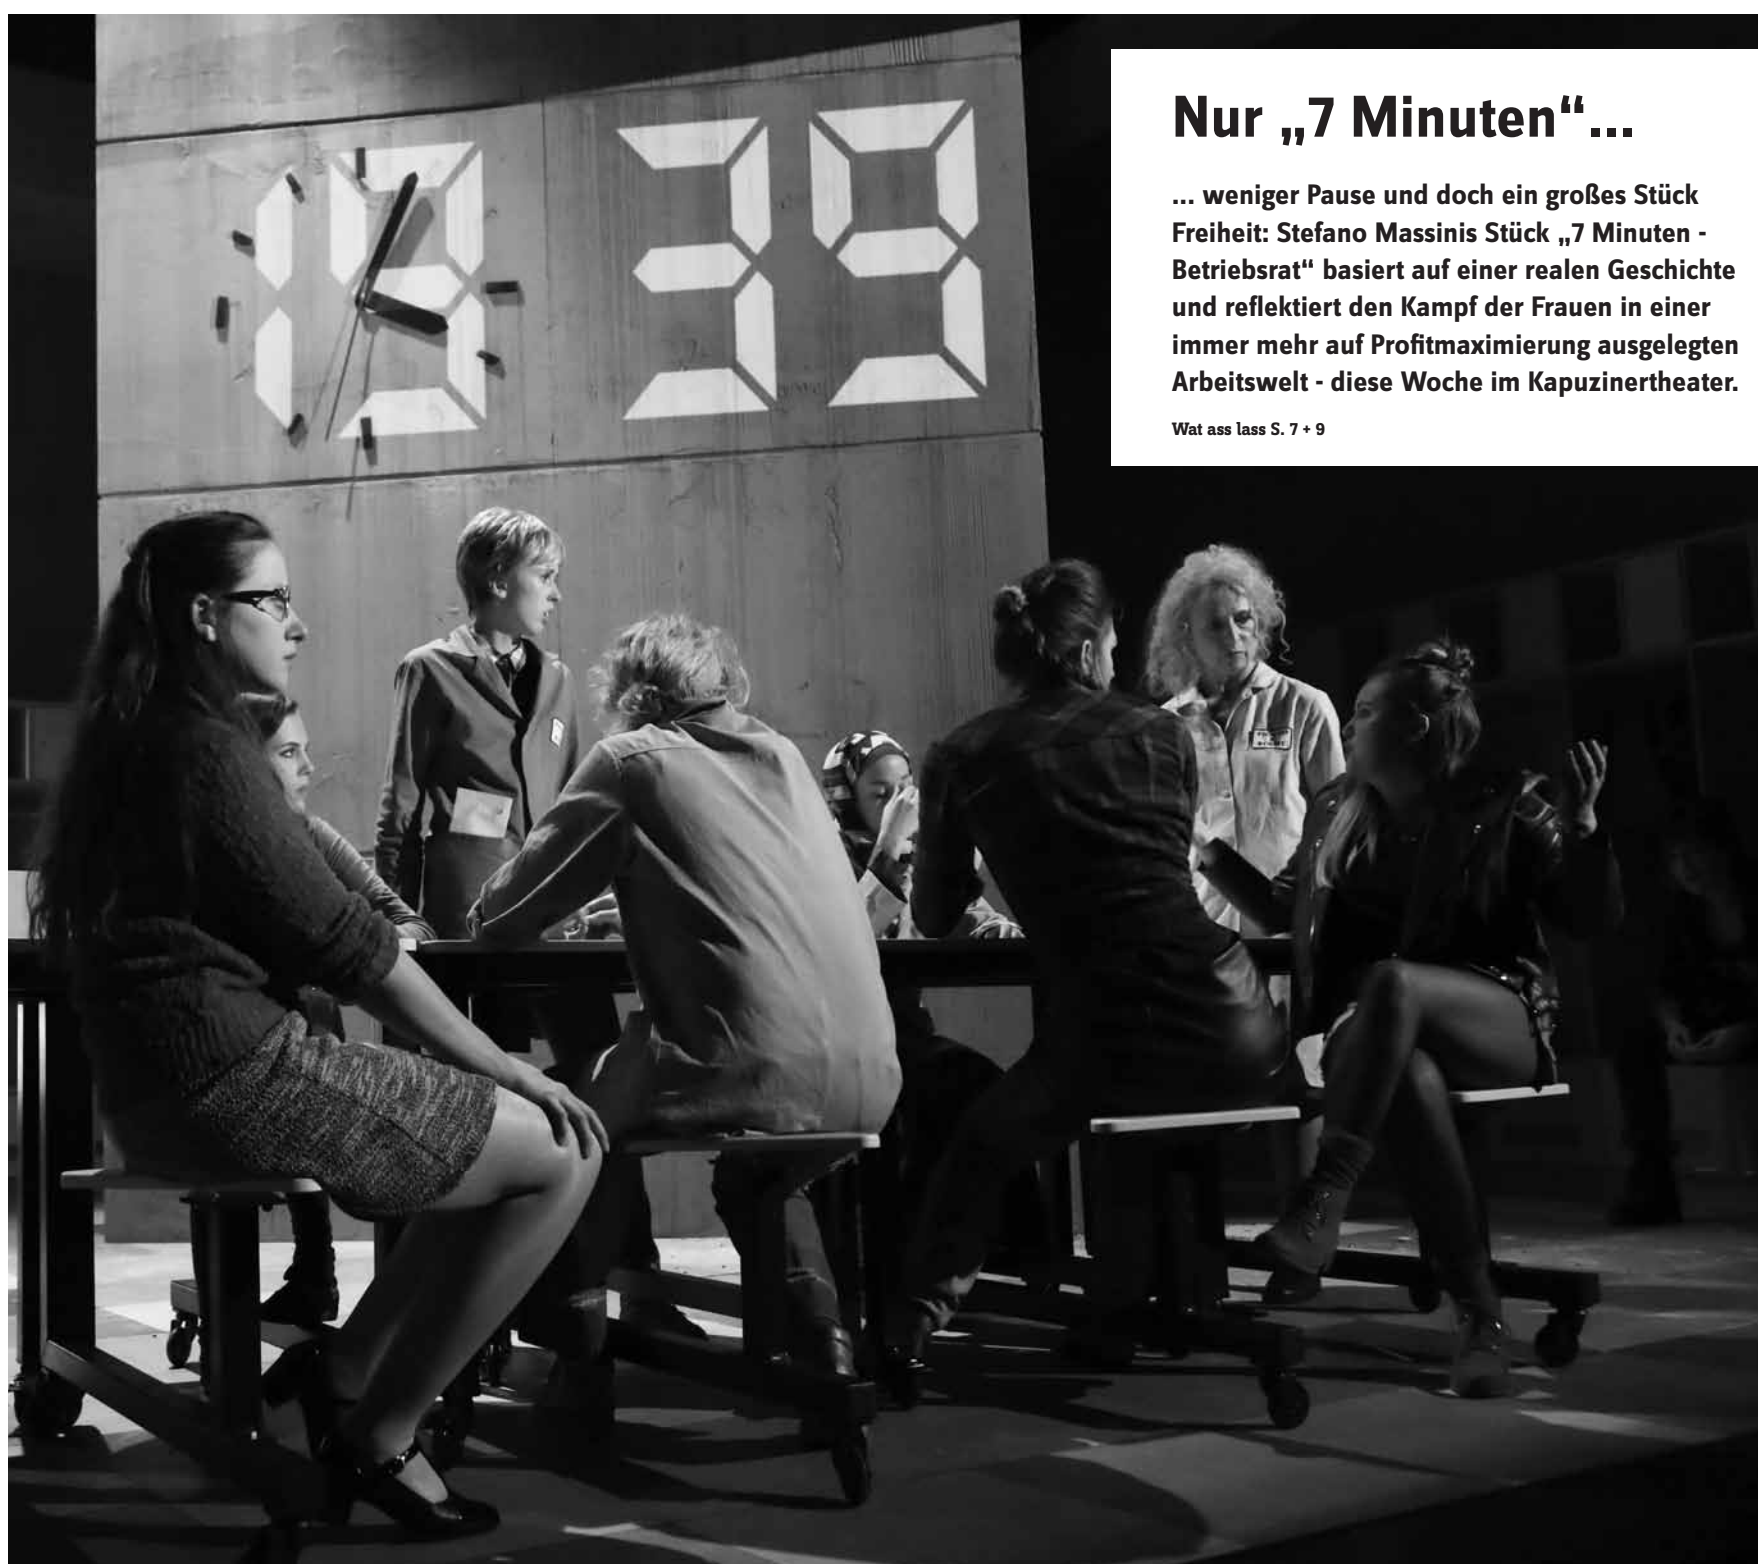 19 39
Nur „7 Minuten“...
... weniger Pause und doch ein großes Stück
Freiheit: Stefano Massinis Stück „7 Minuten -
Betriebsrat“ basiert auf einer realen Geschichte
und reflektiert den Kampf der Frauen in einer
immer mehr auf Profitmaximierung ausgelegten
Arbeitswelt - diese Woche im Kapuzinertheater.
Wat ass lass S. 7 + 9